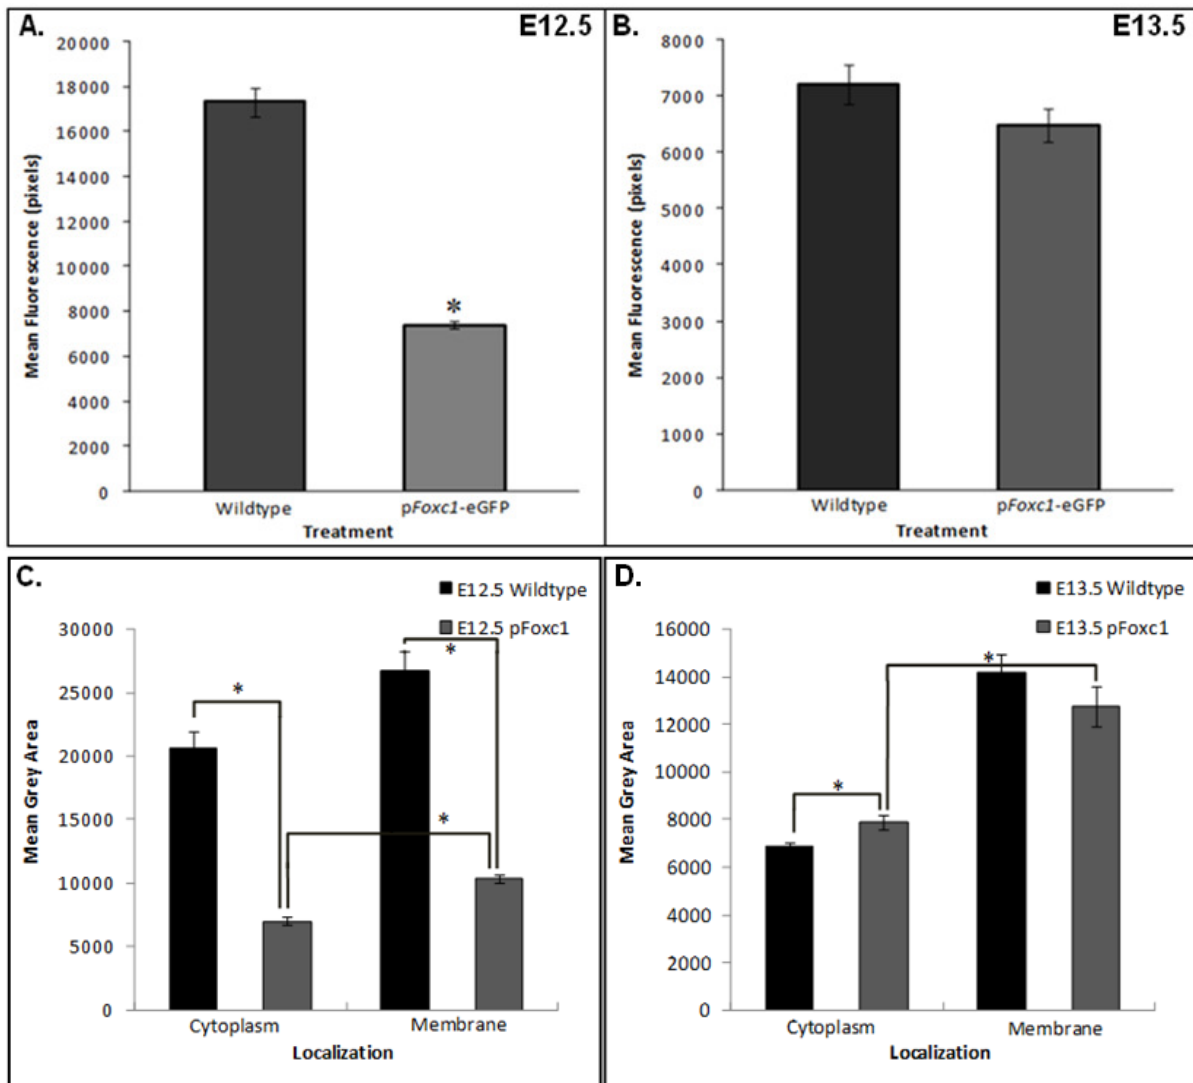 A.
E12.5
20000
18000
16000
14000
12000
10000
8000
6000
4000
2000
0
Mean Fluorescence (pixels)
*
Wildtype
pFoxc1-eGFP
Treatment
B.
E13.5
8000
7000
6000
5000
4000
3000
2000
1000
0
Mean Fluorescence (pixels)
Wildtype
pFoxc1-eGFP
Treatment
C.
E12.5 Wildtype
E12.5 pFoxc1
30000
25000
20000
15000
10000
5000
0
Mean Grey Area
*
*
*
Cytoplasm
Membrane
Localization
D.
E13.5 Wildtype
E13.5 pFoxc1
16000
14000
12000
10000
8000
6000
4000
2000
0
Mean Grey Area
*
*
Cytoplasm
Membrane
Localization